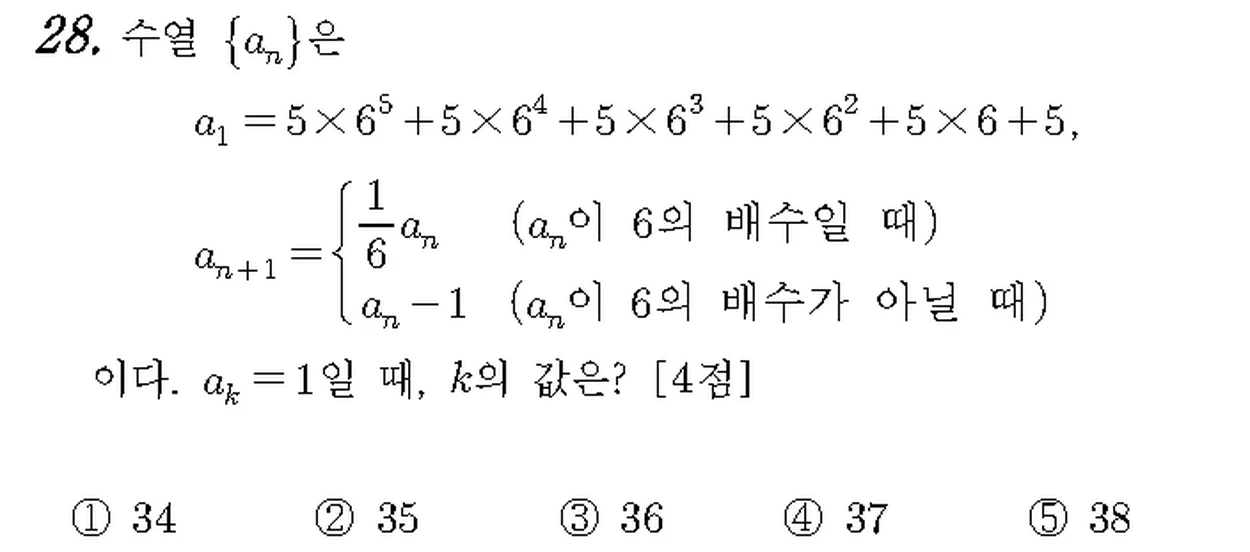 28. 수열 {aₙ}은
a₁ = 5×6⁵ + 5×6⁴ + 5×6³ + 5×6² + 5×6 + 5,
aₙ₊₁ = { 1/6 aₙ (aₙ이 6의 배수일 때)
aₙ − 1 (aₙ이 6의 배수가 아닐 때)
이다. aₖ = 1일 때, k의 값은? [4점]
① 34 ② 35 ③ 36 ④ 37 ⑤ 38